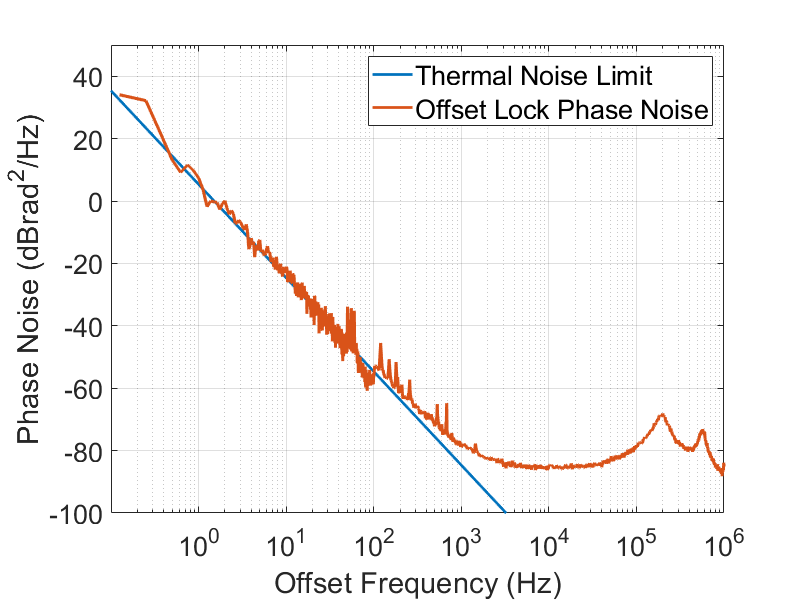 Thermal Noise Limit
Offset Lock Phase Noise
Phase Noise (dBrad²/Hz)
40
20
0
-20
-40
-60
-80
-100
10⁰ 10¹ 10² 10³ 10⁴ 10⁵ 10⁶
Offset Frequency (Hz)